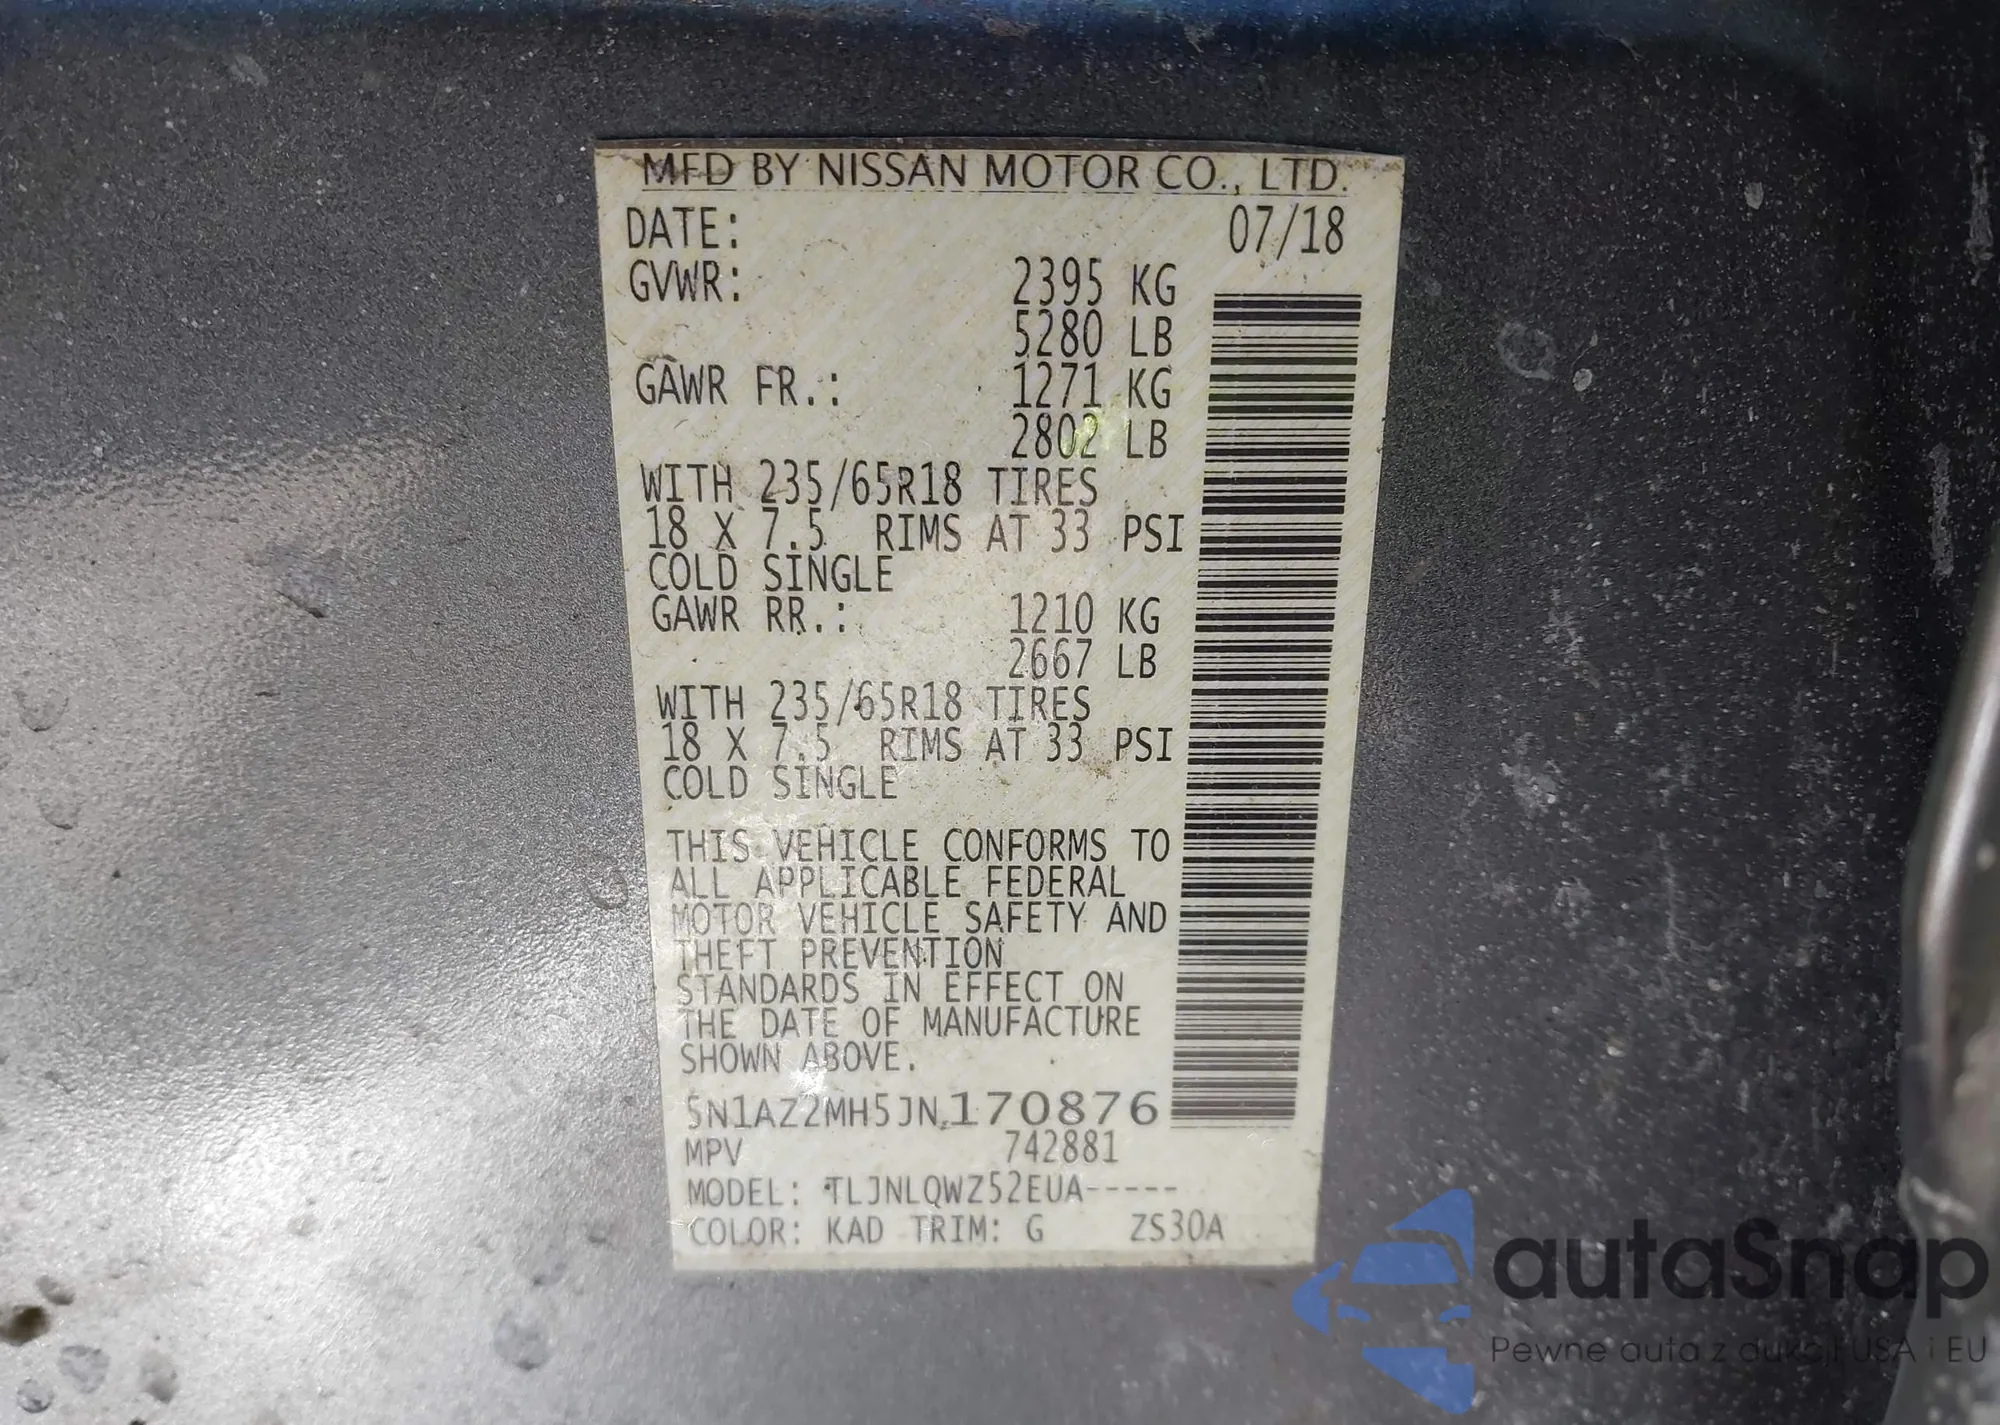 MFD BY NISSAN MOTOR CO., LTD.
DATE: 07/18
GVWR: 2395 KG
5280 LB
GAWR FR.: 1271 KG
2802 LB
WITH 235/65R18 TIRES
18 X 7.5 RIMS AT 33 PSI
COLD SINGLE
GAWR RR.: 1210 KG
2667 LB
WITH 235/65R18 TIRES
18 X 7.5 RIMS AT 33 PSI
COLD SINGLE
THIS VEHICLE CONFORMS TO
ALL APPLICABLE FEDERAL
MOTOR VEHICLE SAFETY AND
THEFT PREVENTION
STANDARDS IN EFFECT ON
THE DATE OF MANUFACTURE
SHOWN ABOVE.
5N1AZ2MH5JN170876
MPV 742881
MODEL: TLJNLQWZ52EUA-----
COLOR: KAD TRIM: G ZS30A
autaSnap
Pewne auta z aukcji USA i EU